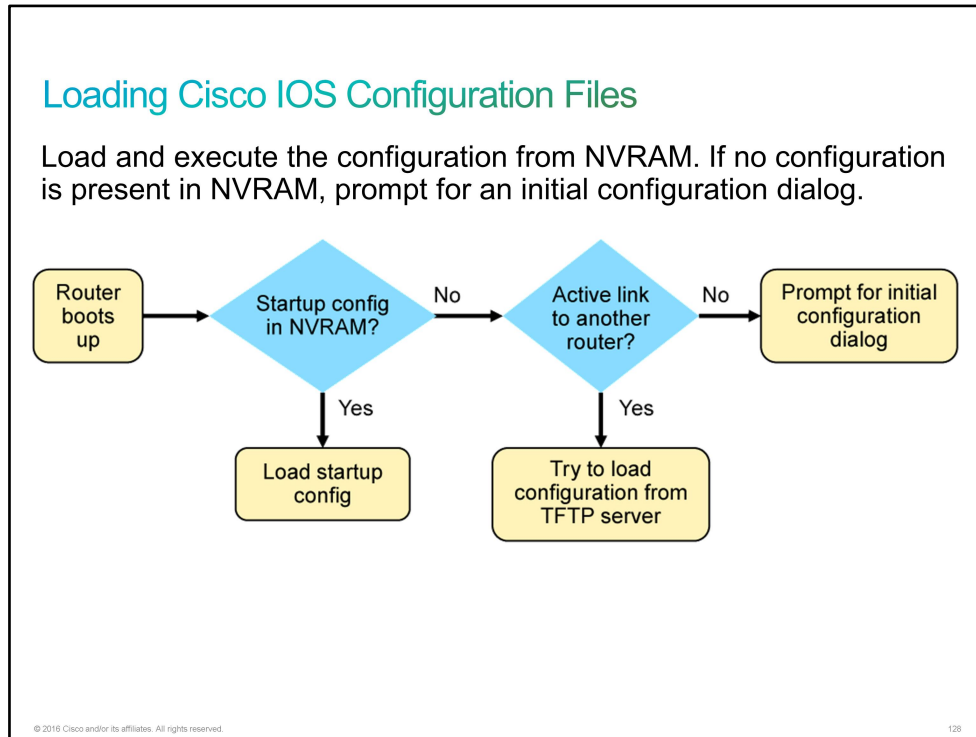 Loading Cisco IOS Configuration Files
Load and execute the configuration from NVRAM. If no configuration
is present in NVRAM, prompt for an initial configuration dialog.
Router
boots
up
Startup config
in NVRAM?
No
Active link
to another
router?
No
Prompt for initial
configuration
dialog
Yes
Yes
Load startup
config
Try to load
configuration from
TFTP server
© 2016 Cisco and/or its affiliates. All rights reserved.
128